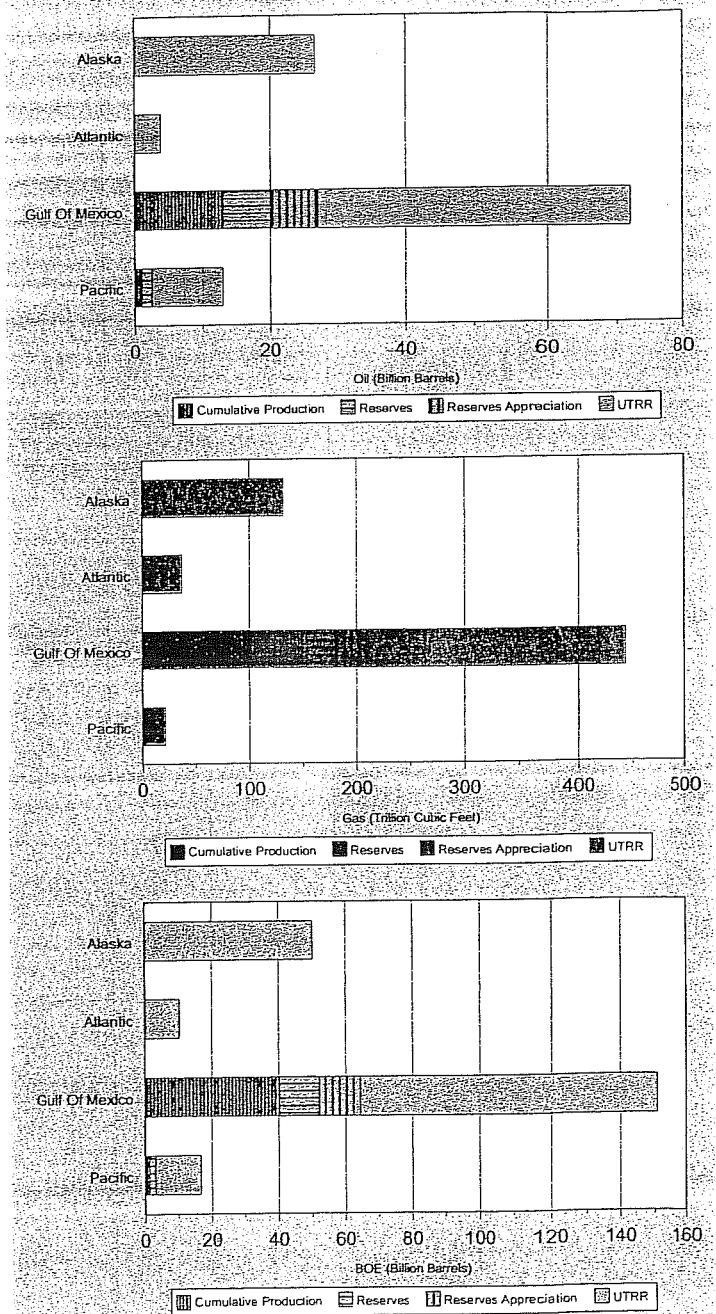 Alaska
Atlantic
Gulf Of Mexico
Pacific
0 20 40 60 80
Oil (Billion Barrels)
Cumulative Production Reserves Reserves Appreciation UTRR
Alaska
Atlantic
Gulf Of Mexico
Pacific
0 100 200 300 400 500
Gas (Trillion Cubic Feet)
Cumulative Production Reserves Reserves Appreciation UTRR
Alaska
Atlantic
Gulf Of Mexico
Pacific
0 20 40 60 80 100 120 140 160
BOE (Billion Barrels)
Cumulative Production Reserves Reserves Appreciation UTRR